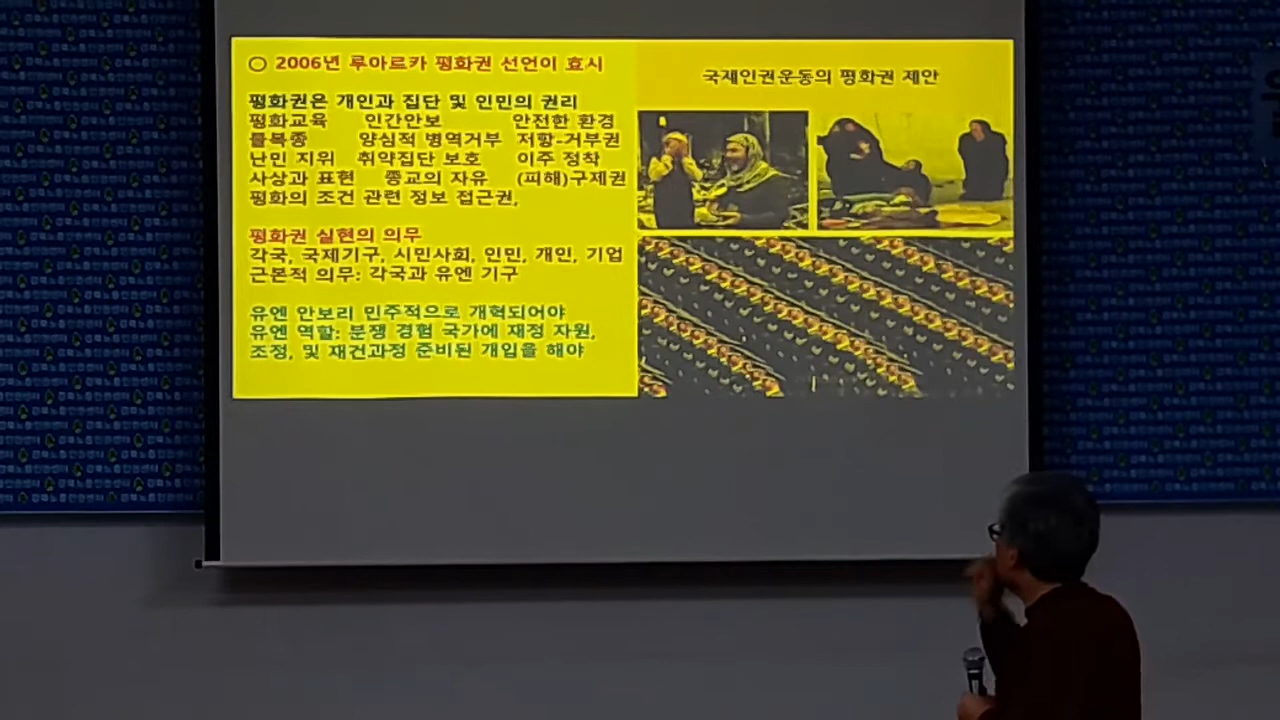 ○ 2006년 루아르카 평화권 선언이 효시
평화권은 개인과 집단 및 인민의 권리
평화교육 인간안보 안전한 환경
불복종 양심적 병역거부 저항-거부권
난민 지위 취약집단 보호 이주 정착
사상과 표현 종교의 자유 (피해)구제권
평화의 조건 관련 정보 접근권,
평화권 실현의 의무
각국, 국제기구, 시민사회, 인민, 개인, 기업
근본적 의무: 각국과 유엔 기구
유엔 안보리 민주적으로 개혁되어야
유엔 역할: 분쟁 경험 국가에 재정 자원,
조정, 및 재건과정 준비된 개입을 해야
국제인권운동의 평화권 제안